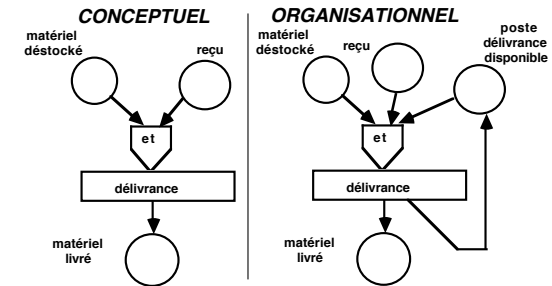 CONCEPTUEL
matériel
déstocké
reçu
et
délivrance
matériel
livré
ORGANISATIONNEL
matériel
déstocké
reçu
poste
délivrance
disponible
et
délivrance
matériel
livré